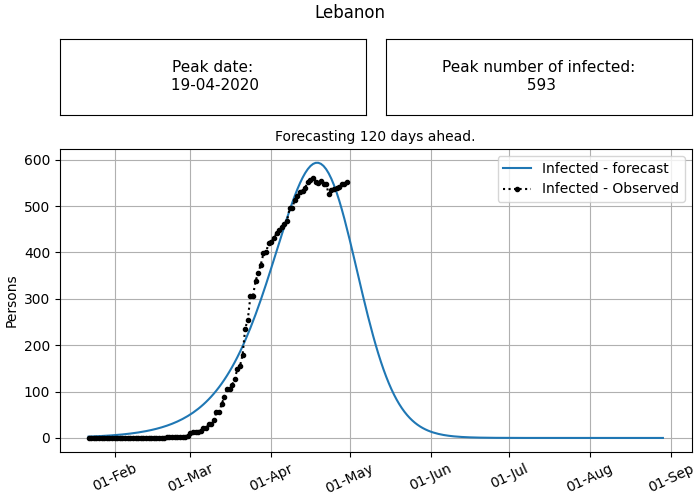 Lebanon
Peak date:
19-04-2020
Peak number of infected:
593
Forecasting 120 days ahead.
Infected - forecast
Infected - Observed
Persons
600
500
400
300
200
100
0
01-Feb
01-Mar
01-Apr
01-May
01-Jun
01-Jul
01-Aug
01-Sep